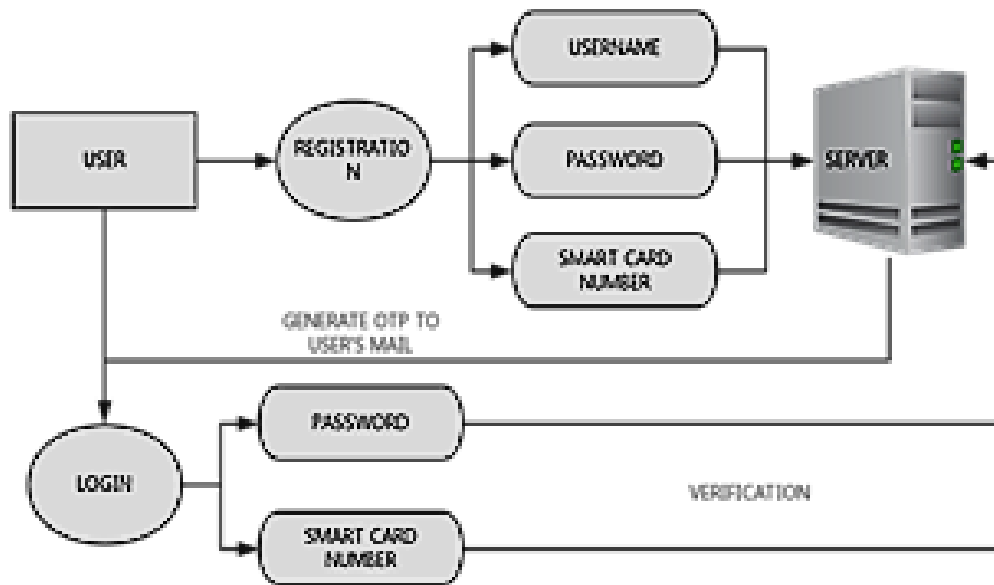 USERNAME
USER
REGISTRATIO
N
PASSWORD
SERVER
SMART CARD
NUMBER
GENERATE OTP TO
USER'S MAIL
PASSWORD
LOGIN
VERIFICATION
SMART CARD
NUMBER